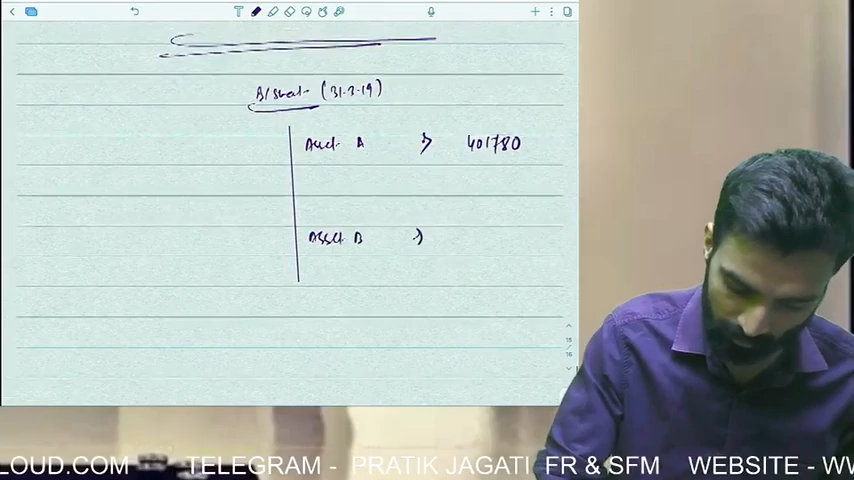 B/Sheet (31.3.19)
Asset A → 401780
Asset B →
LOUD.COM TELEGRAM - PRATIK JAGATI FR & SFM WEBSITE - WV